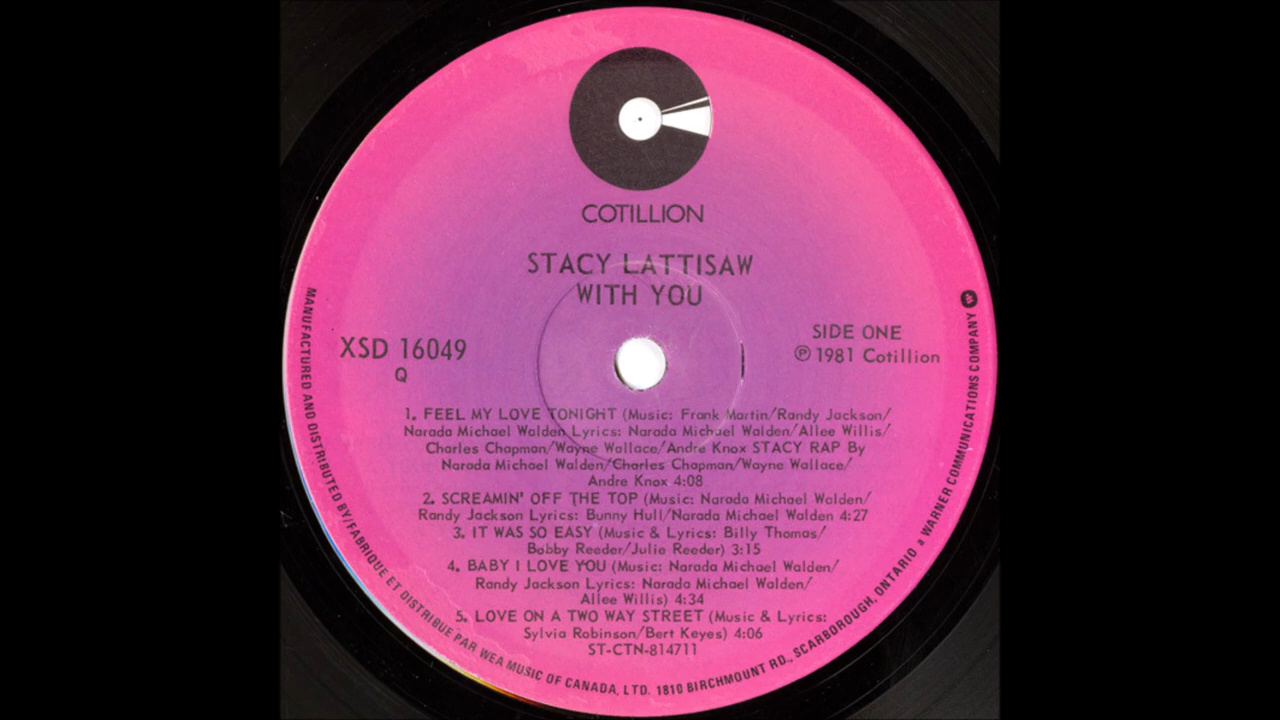 COTILLION
STACY LATTISAW
WITH YOU
XSD 16049
Q
SIDE ONE
℗ 1981 Cotillion
1. FEEL MY LOVE TONIGHT (Music: Frank Martin/Randy Jackson/
Narada Michael Walden Lyrics: Narada Michael Walden/Allee Willis/
Charles Chapman/Wayne Wallace/Andre Knox STACY RAP By
Narada Michael Walden/Charles Chapman/Wayne Wallace/
Andre Knox 4:08
2. SCREAMIN' OFF THE TOP (Music: Narada Michael Walden/
Randy Jackson Lyrics: Bunny Hull/Narada Michael Walden 4:27
3. IT WAS SO EASY (Music & Lyrics: Billy Thomas/
Bobby Reeder/Julie Reeder) 3:15
4. BABY I LOVE YOU (Music: Narada Michael Walden/
Randy Jackson Lyrics: Narada Michael Walden/
Allee Willis) 4:34
5. LOVE ON A TWO WAY STREET (Music & Lyrics:
Sylvia Robinson/Bert Keyes) 4:06
ST-CTN-814711
MANUFACTURED AND DISTRIBUTED BY/FABRIQUE ET DISTRIBUE PAR WEA MUSIC OF CANADA, LTD. 1810 BIRCHMOUNT RD., SCARBOROUGH, ONTARIO a WARNER COMMUNICATIONS COMPANY